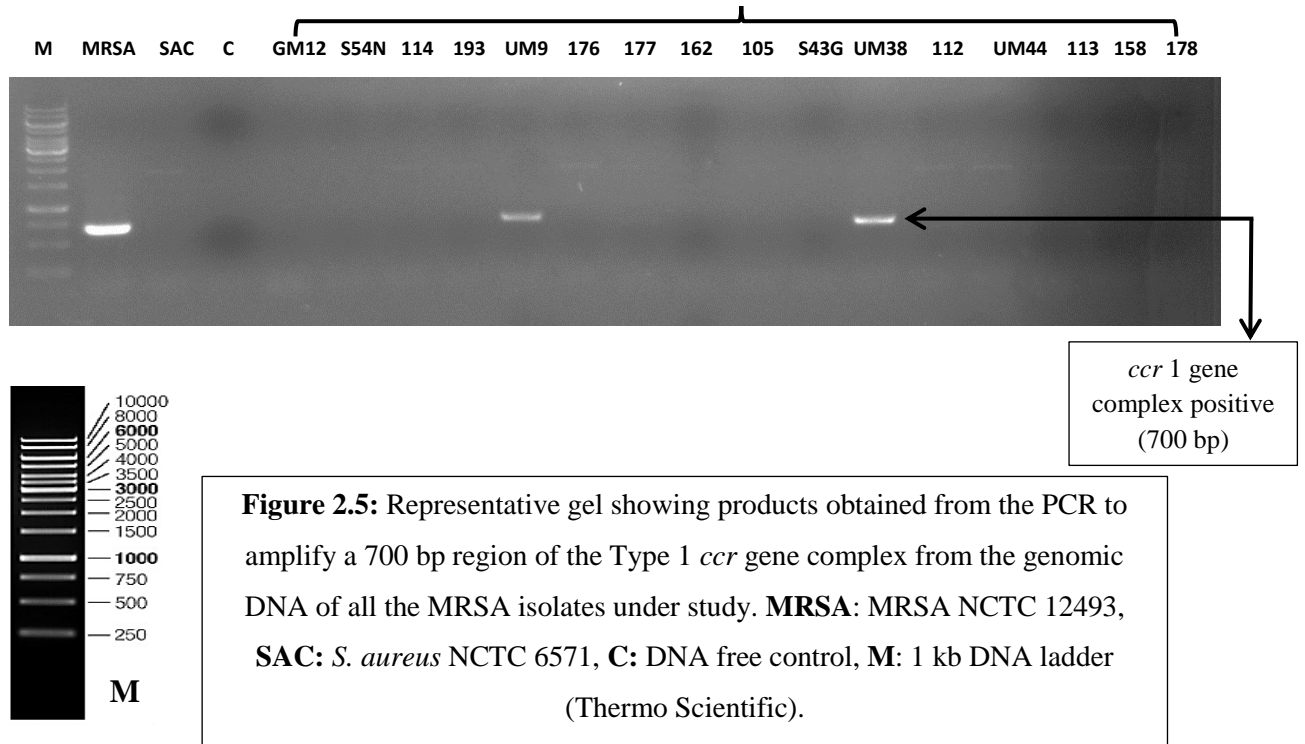 M MRSA SAC C GM12 S54N 114 193 UM9 176 177 162 105 S43G UM38 112 UM44 113 158 178
ccr 1 gene
complex positive
(700 bp)
10000
8000
6000
5000
4000
3500
3000
2500
2000
1500
1000
750
500
250
M
Figure 2.5: Representative gel showing products obtained from the PCR to
amplify a 700 bp region of the Type 1 ccr gene complex from the genomic
DNA of all the MRSA isolates under study. MRSA: MRSA NCTC 12493,
SAC: S. aureus NCTC 6571, C: DNA free control, M: 1 kb DNA ladder
(Thermo Scientific).